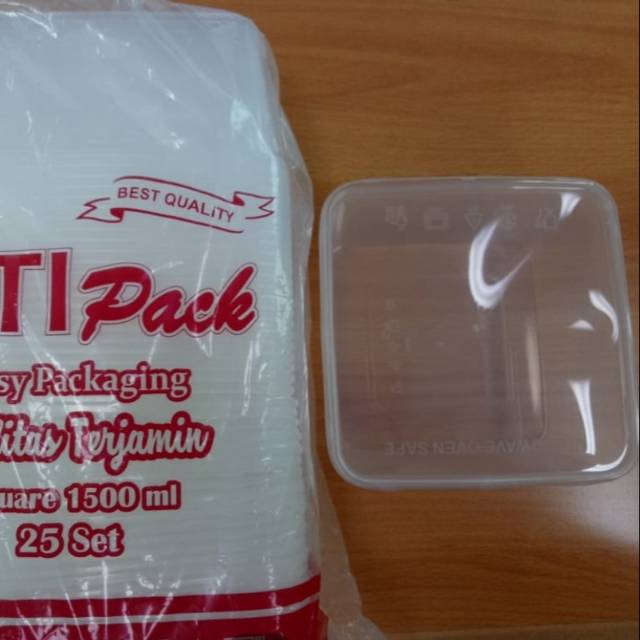 BEST QUALITY
TI Pack
sy Packaging
litas Terjamin
uare 1500 ml
25 Set
WAVE OVEN SAFE